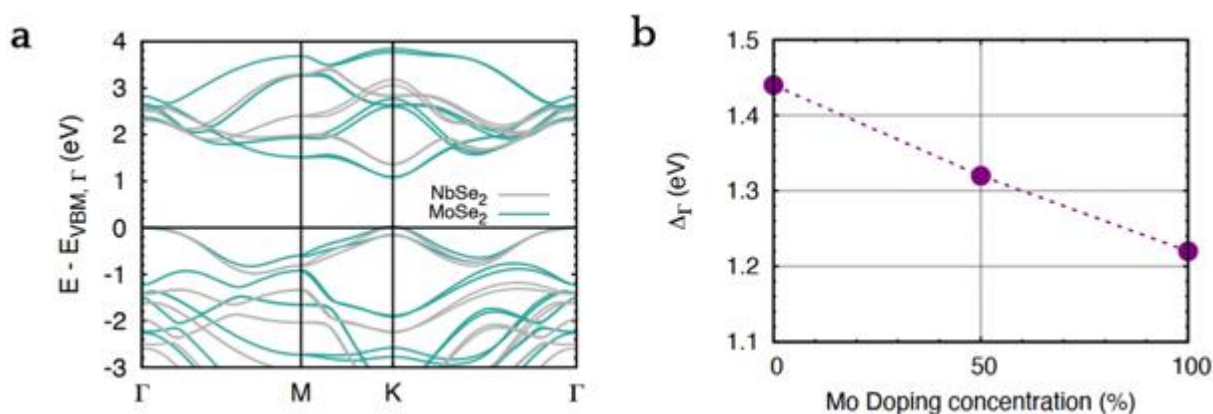 a
E - E_VBM, Γ (eV)
4
3
2
1
0
-1
-2
-3
NbSe₂
MoSe₂
Γ
M
K
Γ
b
Δ_Γ (eV)
1.5
1.4
1.3
1.2
1.1
0
50
100
Mo Doping concentration (%)